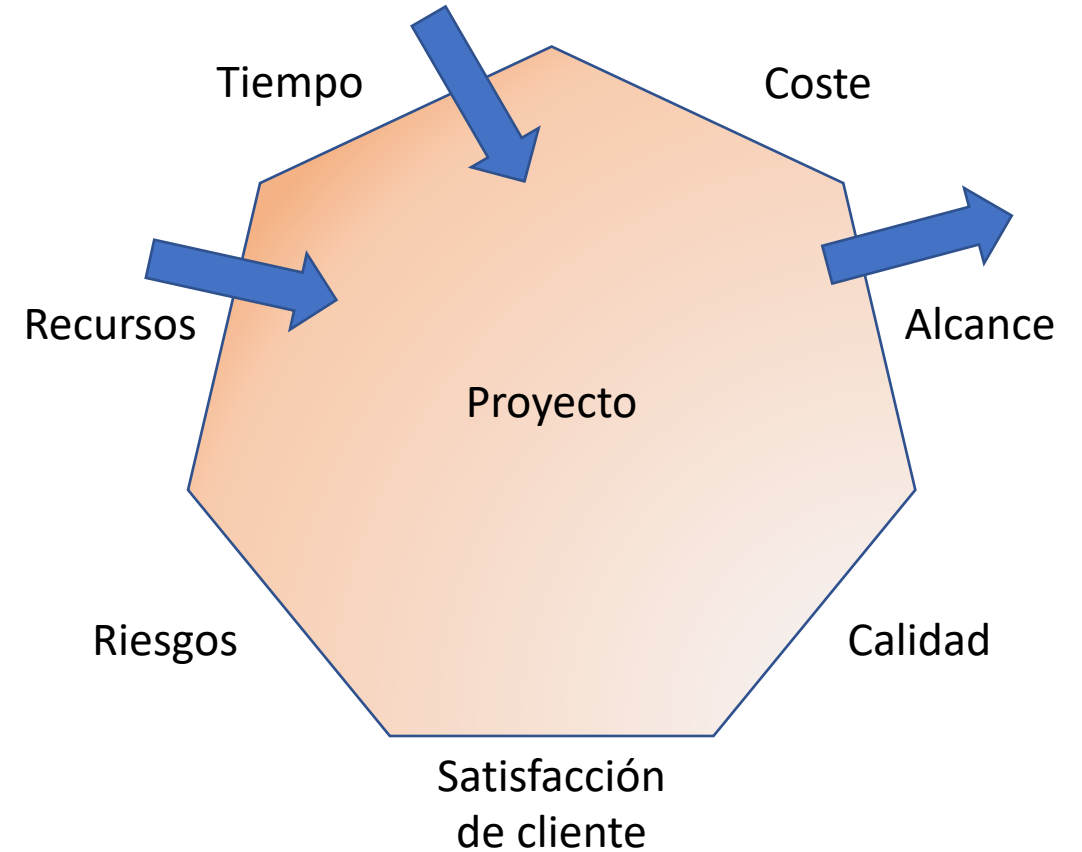 Tiempo
Coste
Recursos
Alcance
Proyecto
Riesgos
Calidad
Satisfacción
de cliente